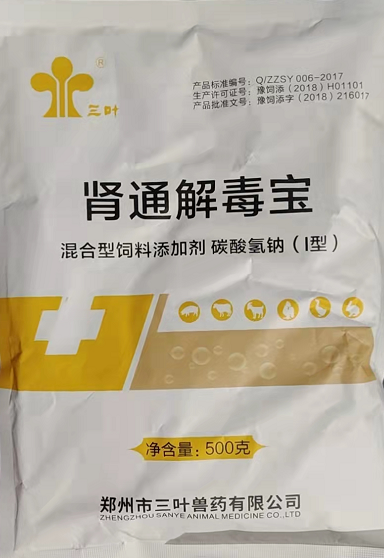 ®
三叶
产品标准编号：Q/ZZSY 006-2017
生产许可证号：豫饲添（2018）H01101
产品批准文号：豫饲添字（2018）216017
肾通解毒宝
混合型饲料添加剂 碳酸氢钠（I型）
净含量：500克
郑州市三叶兽药有限公司
ZHENGZHOU SANYE ANIMAL MEDICINE CO.,LTD